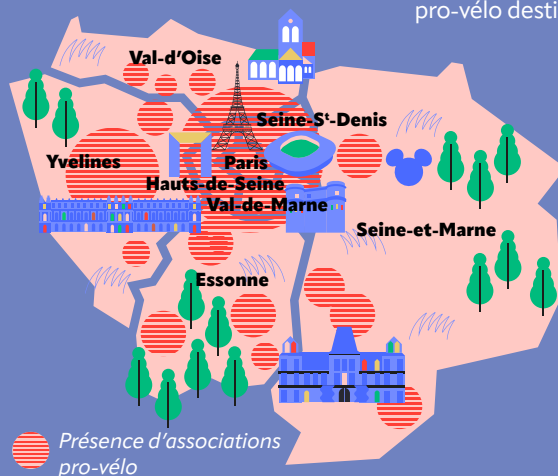 pro-vélo desti
Val-d’Oise
Seine-Sᵗ-Denis
Yvelines
Paris
Hauts-de-Seine
Val-de-Marne
Seine-et-Marne
Essonne
Présence d’associations
pro-vélo